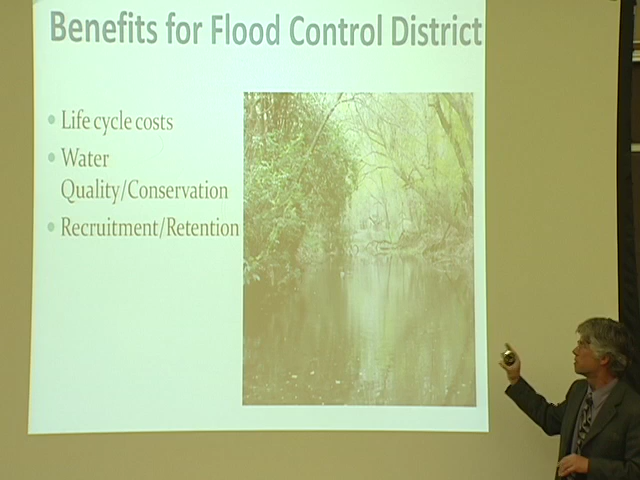 Benefits for Flood Control District
• Life cycle costs
• Water
Quality/Conservation
• Recruitment/Retention